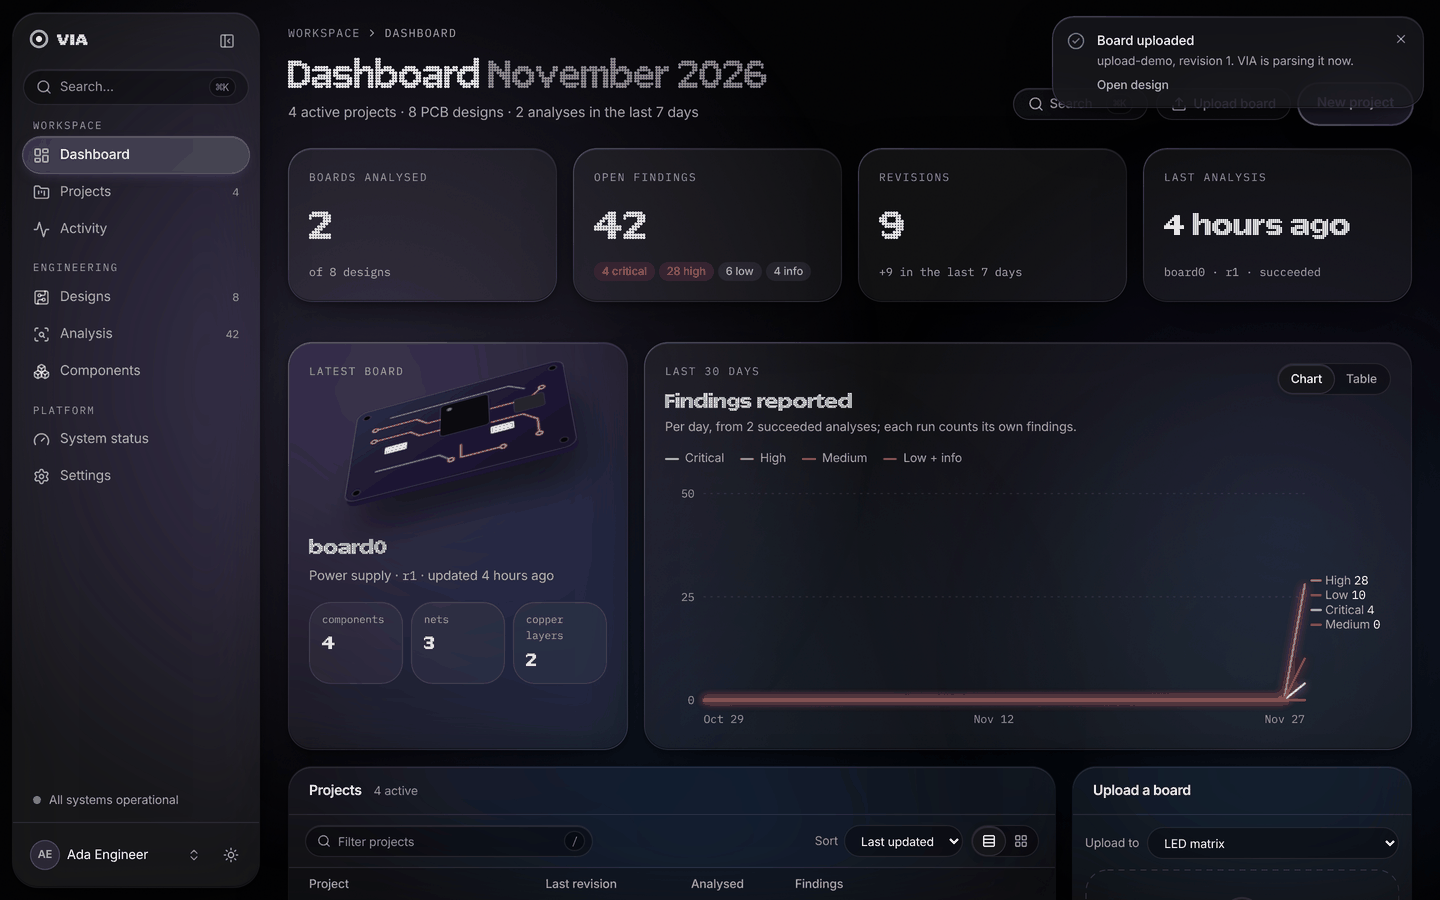 VIA
Search...
⌘K
WORKSPACE
Dashboard
Projects 4
Activity
ENGINEERING
Designs 8
Analysis 42
Components
PLATFORM
System status
Settings
All systems operational
AE Ada Engineer
WORKSPACE > DASHBOARD
Dashboard November 2026
4 active projects · 8 PCB designs · 2 analyses in the last 7 days
Board uploaded
upload-demo, revision 1. VIA is parsing it now.
Open design
Search ⌘K Upload board New project
BOARDS ANALYSED
2
of 8 designs
OPEN FINDINGS
42
4 critical 28 high 6 low 4 info
REVISIONS
9
+9 in the last 7 days
LAST ANALYSIS
4 hours ago
board0 · r1 · succeeded
LATEST BOARD
board0
Power supply · r1 · updated 4 hours ago
components
4
nets
3
copper
layers
2
LAST 30 DAYS
Findings reported
Per day, from 2 succeeded analyses; each run counts its own findings.
Chart Table
Critical High Medium Low + info
50
25
0
High 28
Low 10
Critical 4
Medium 0
Oct 29 Nov 12 Nov 27
Projects 4 active
Filter projects /
Sort Last updated
Project Last revision Analysed Findings
Upload a board
Upload to LED matrix